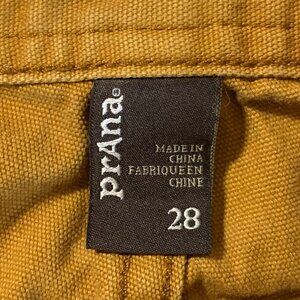 prAna®
MADE IN
CHINA
FABRIQUEEN
CHINE
28